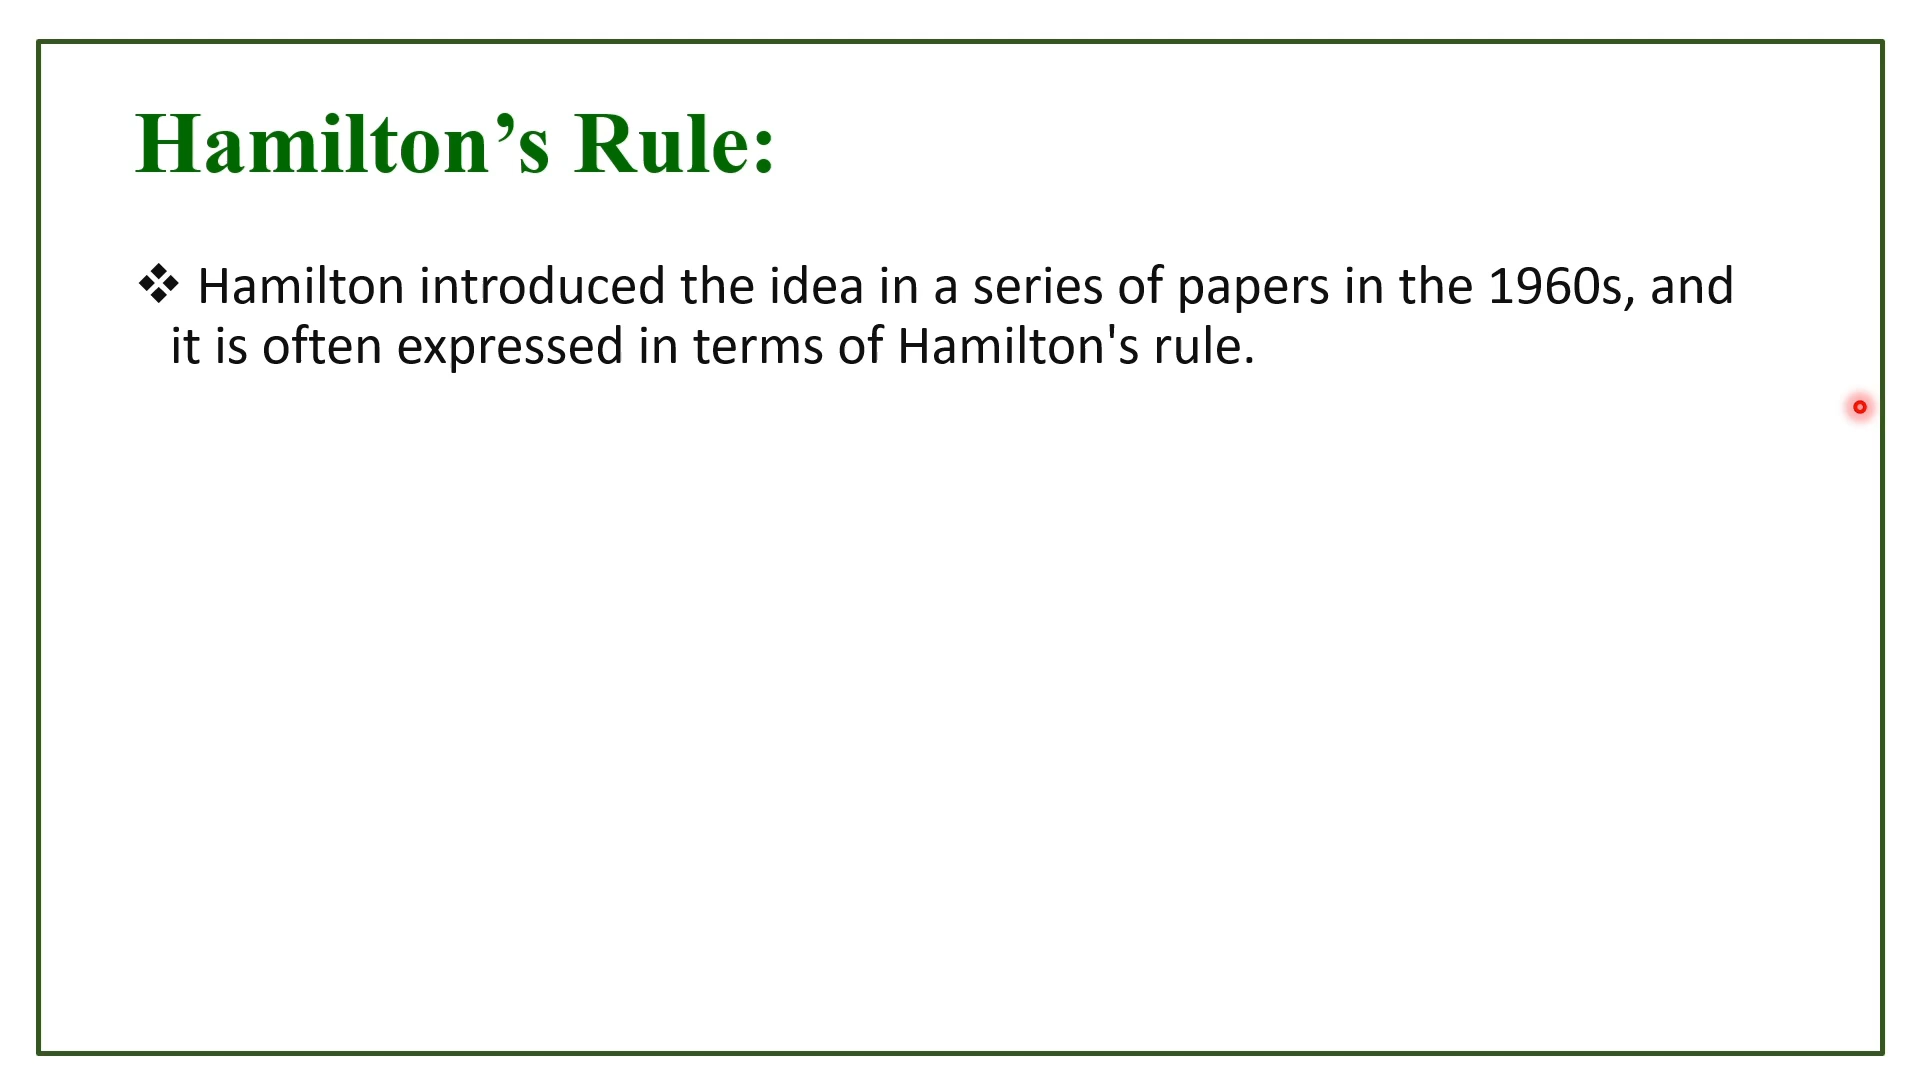 Hamilton’s Rule:
❖ Hamilton introduced the idea in a series of papers in the 1960s, and
it is often expressed in terms of Hamilton's rule.